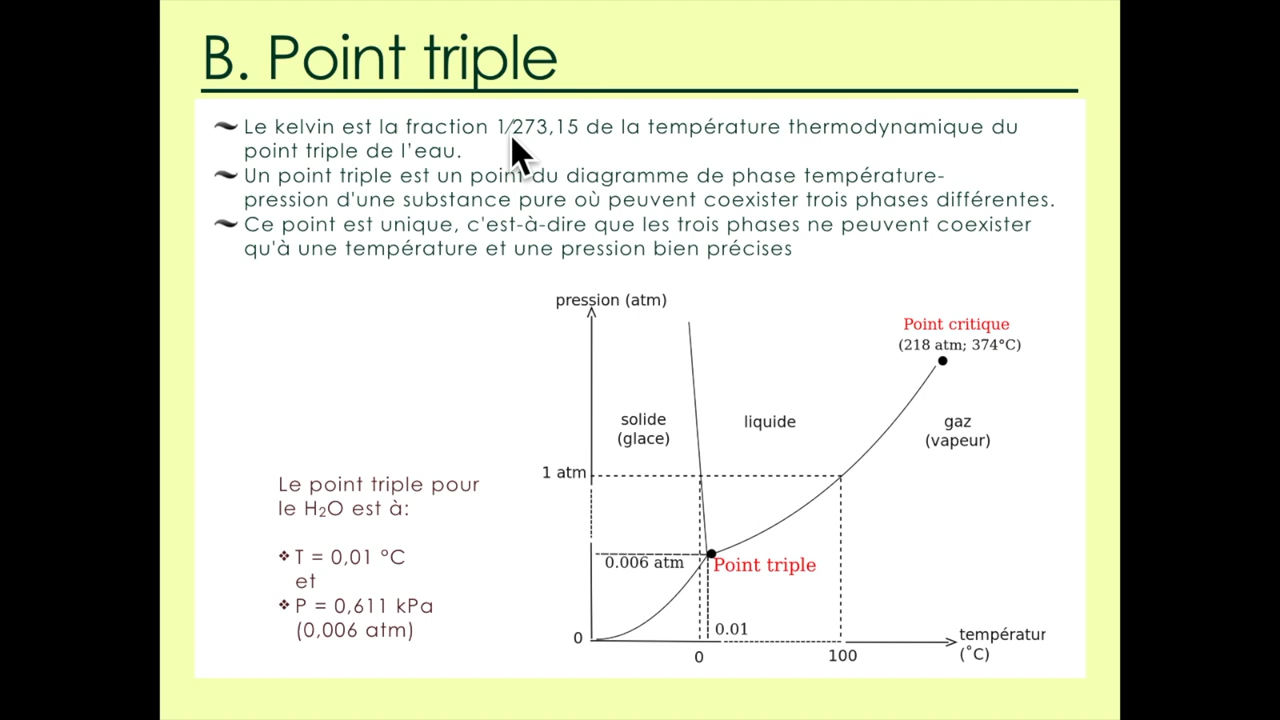 B. Point triple
Le kelvin est la fraction 1/273,15 de la température thermodynamique du
point triple de l'eau.
Un point triple est un point du diagramme de phase température-
pression d'une substance pure où peuvent coexister trois phases différentes.
Ce point est unique, c'est-à-dire que les trois phases ne peuvent coexister
qu'à une température et une pression bien précises
pression (atm)
Point critique
(218 atm; 374°C)
solide
(glace)
liquide
gaz
(vapeur)
1 atm
Le point triple pour
le H₂O est à:
T = 0,01 °C
et
P = 0,611 kPa
(0,006 atm)
0.006 atm
Point triple
0.01
0
0
100
températur
(˚C)